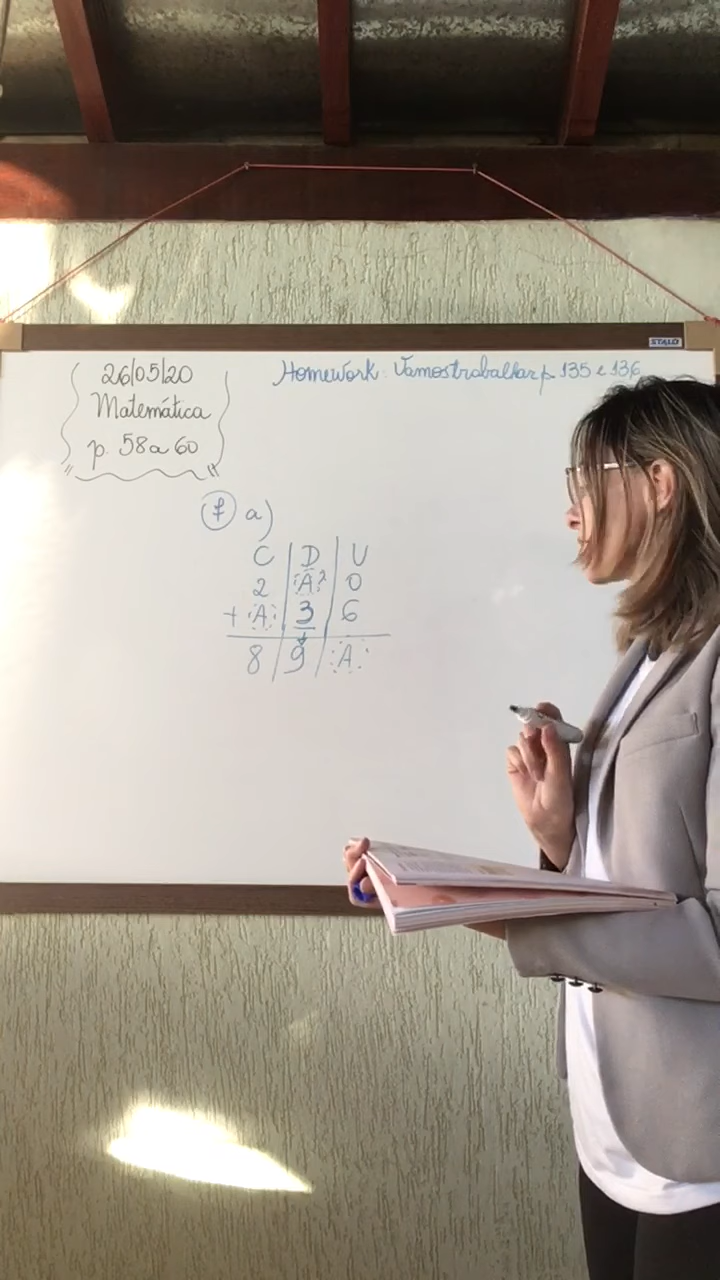 STALO
26/05/20
Matemática
p. 58 a 60
Homework: Vamos trabalhar p 135 e 136
7 a)
C D U
2 A? 0
+ A 3 6
8 9 A